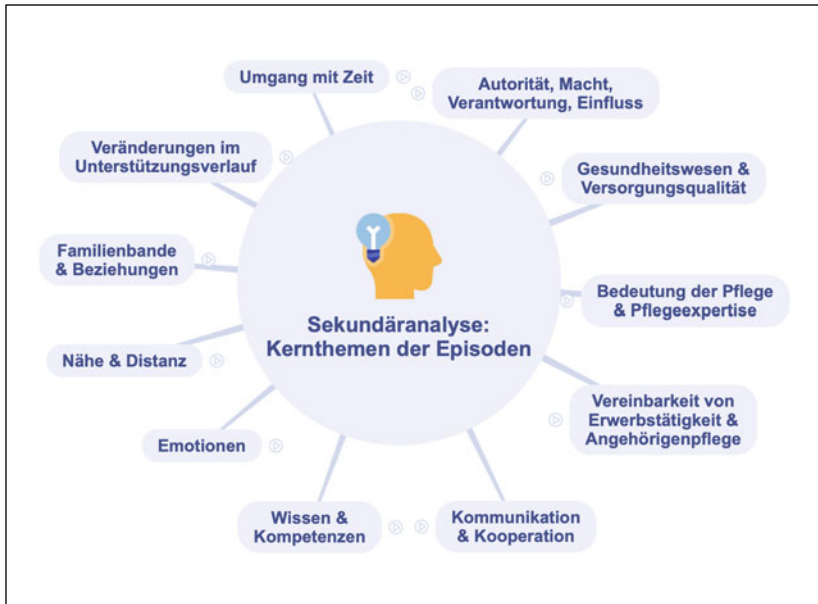 Umgang mit Zeit
Autorität, Macht,
Verantwortung, Einfluss
Veränderungen im
Unterstützungsverlauf
Gesundheitswesen &
Versorgungsqualität
Familienbande
& Beziehungen
Bedeutung der Pflege
& Pflegeexpertise
Sekundäranalyse:
Kernthemen der Episoden
Nähe & Distanz
Vereinbarkeit von
Erwerbstätigkeit &
Angehörigenpflege
Emotionen
Wissen &
Kompetenzen
Kommunikation
& Kooperation